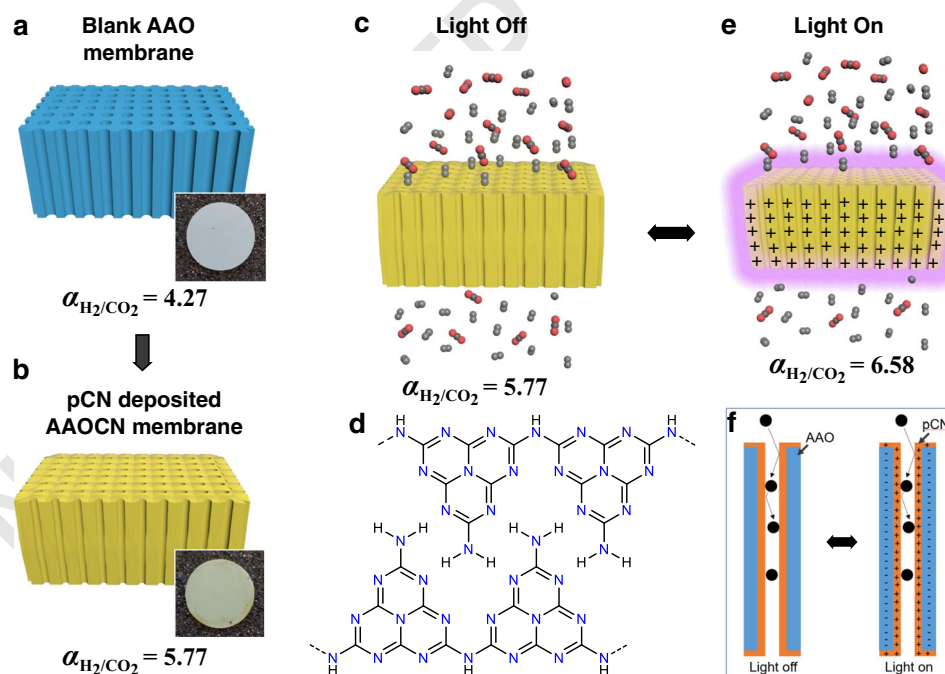 a
Blank AAO
membrane
α_H₂/CO₂ = 4.27
b
pCN deposited
AAOCN membrane
α_H₂/CO₂ = 5.77
c
Light Off
α_H₂/CO₂ = 5.77
d
H H
N N N N N N N
N N N N N N
N N
N N N N
H N H H N H
H N H H N H
N N N N
N N
N N N N N N
N N N N N N N
H H H
e
Light On
+ + + + + + + + + + +
+ + + + + + + + + + +
+ + + + + + + + + + +
+ + + + + + + + + + +
+ + + + + + + + + + +
α_H₂/CO₂ = 6.58
f
AAO
pCN
Light off
Light on